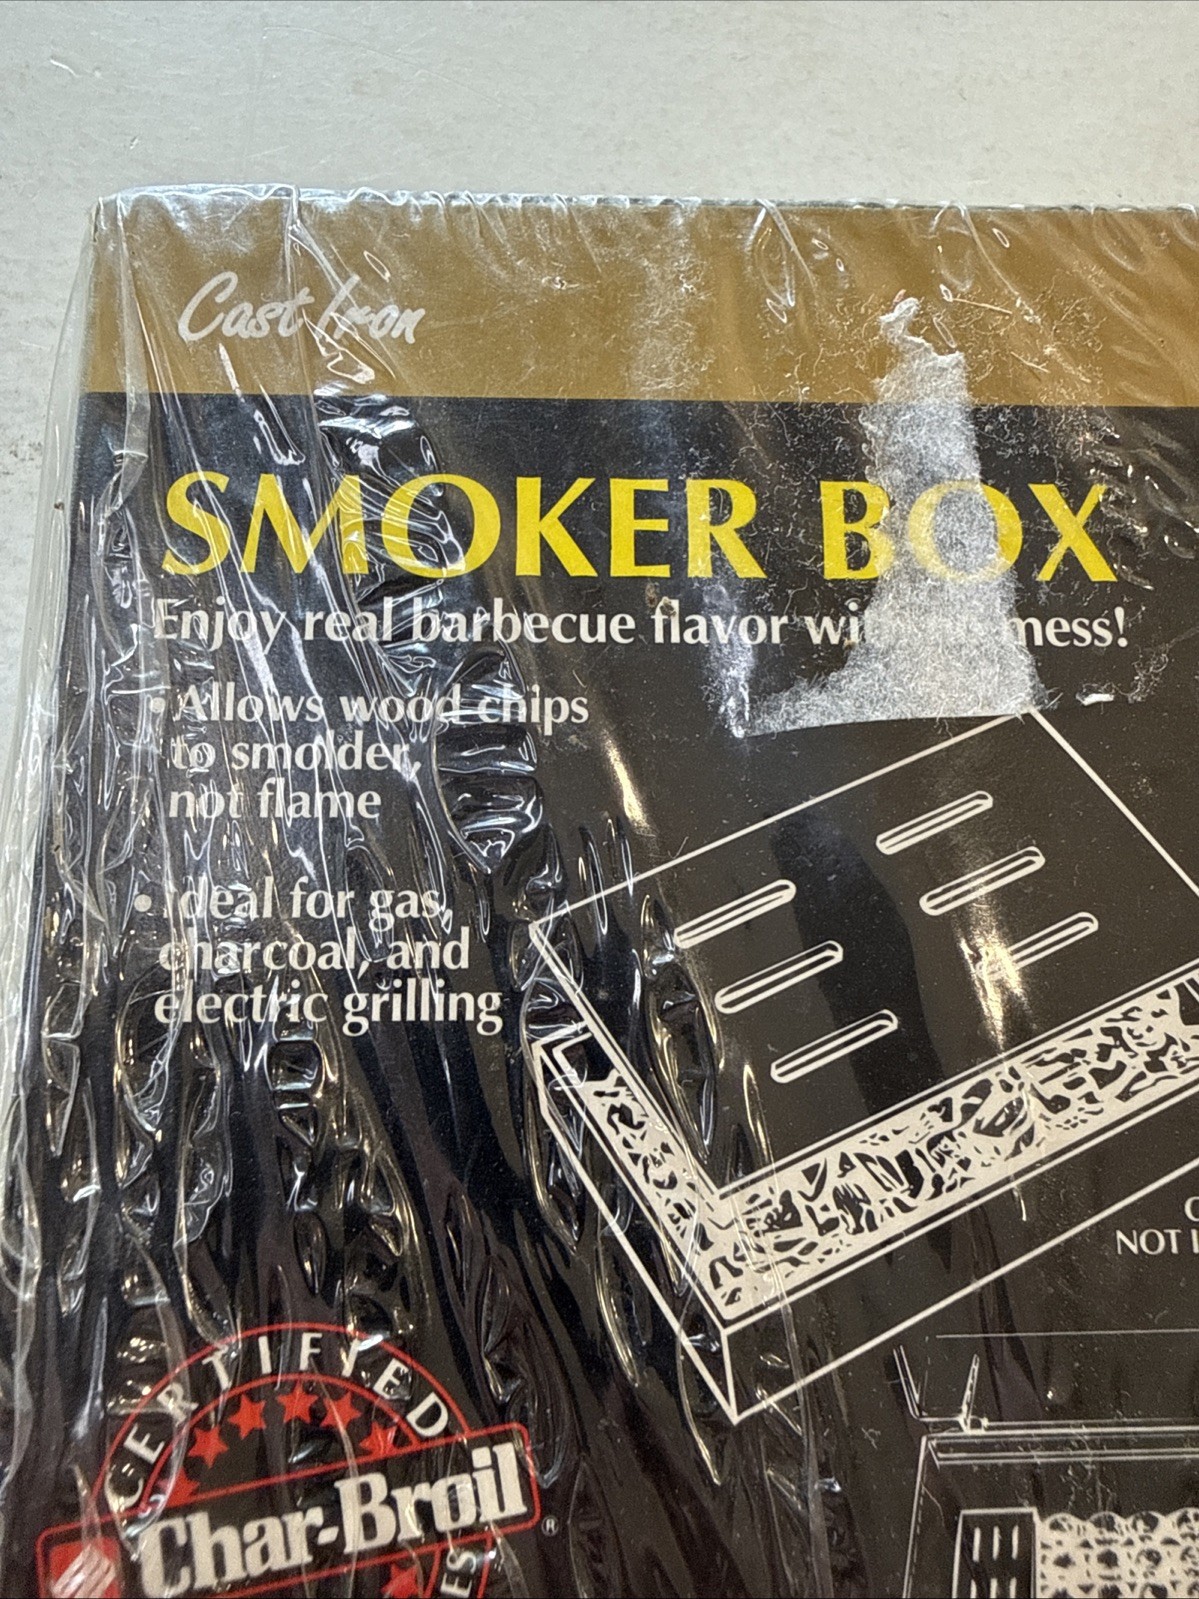 Cast Iron
SMOKER BOX
Enjoy real barbecue flavor mess!
• Allows wood chips
to smolder,
not flame
• Ideal for gas,
charcoal, and
electric grilling
NOT
CERTIFIED
Char-Broil®